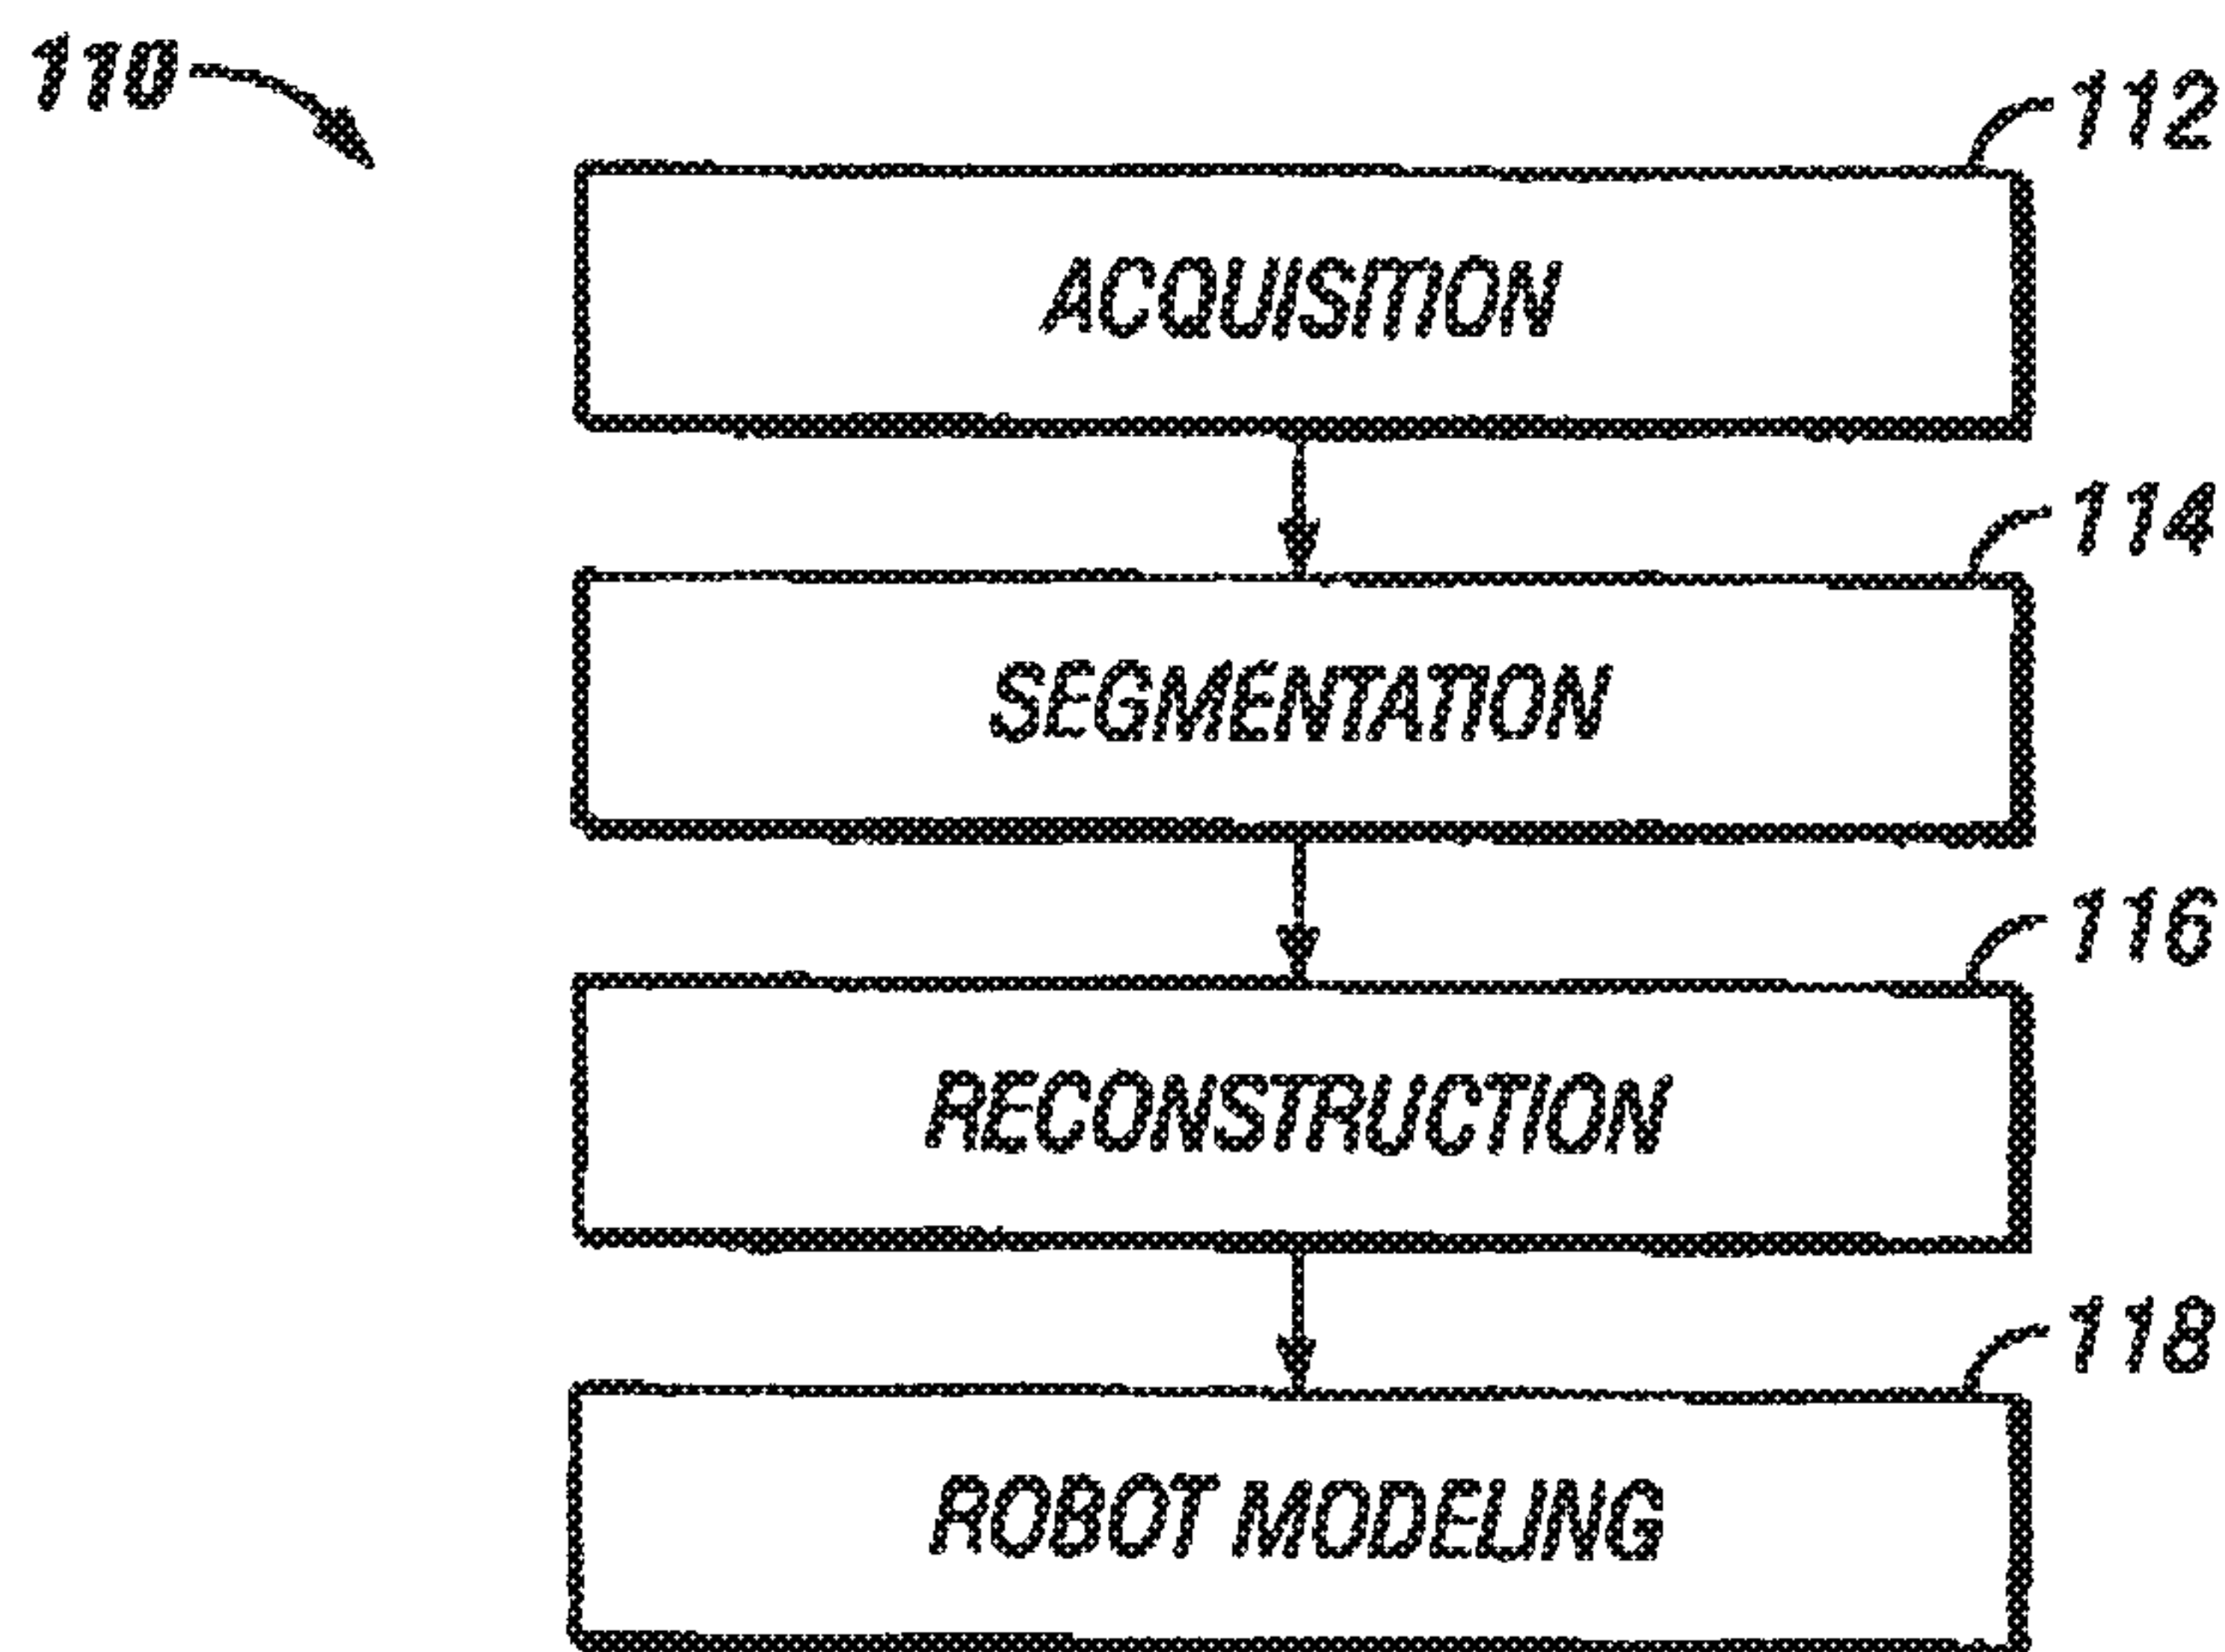 110
112
ACQUISITION
114
SEGMENTATION
116
RECONSTRUCTION
118
ROBOT MODELING